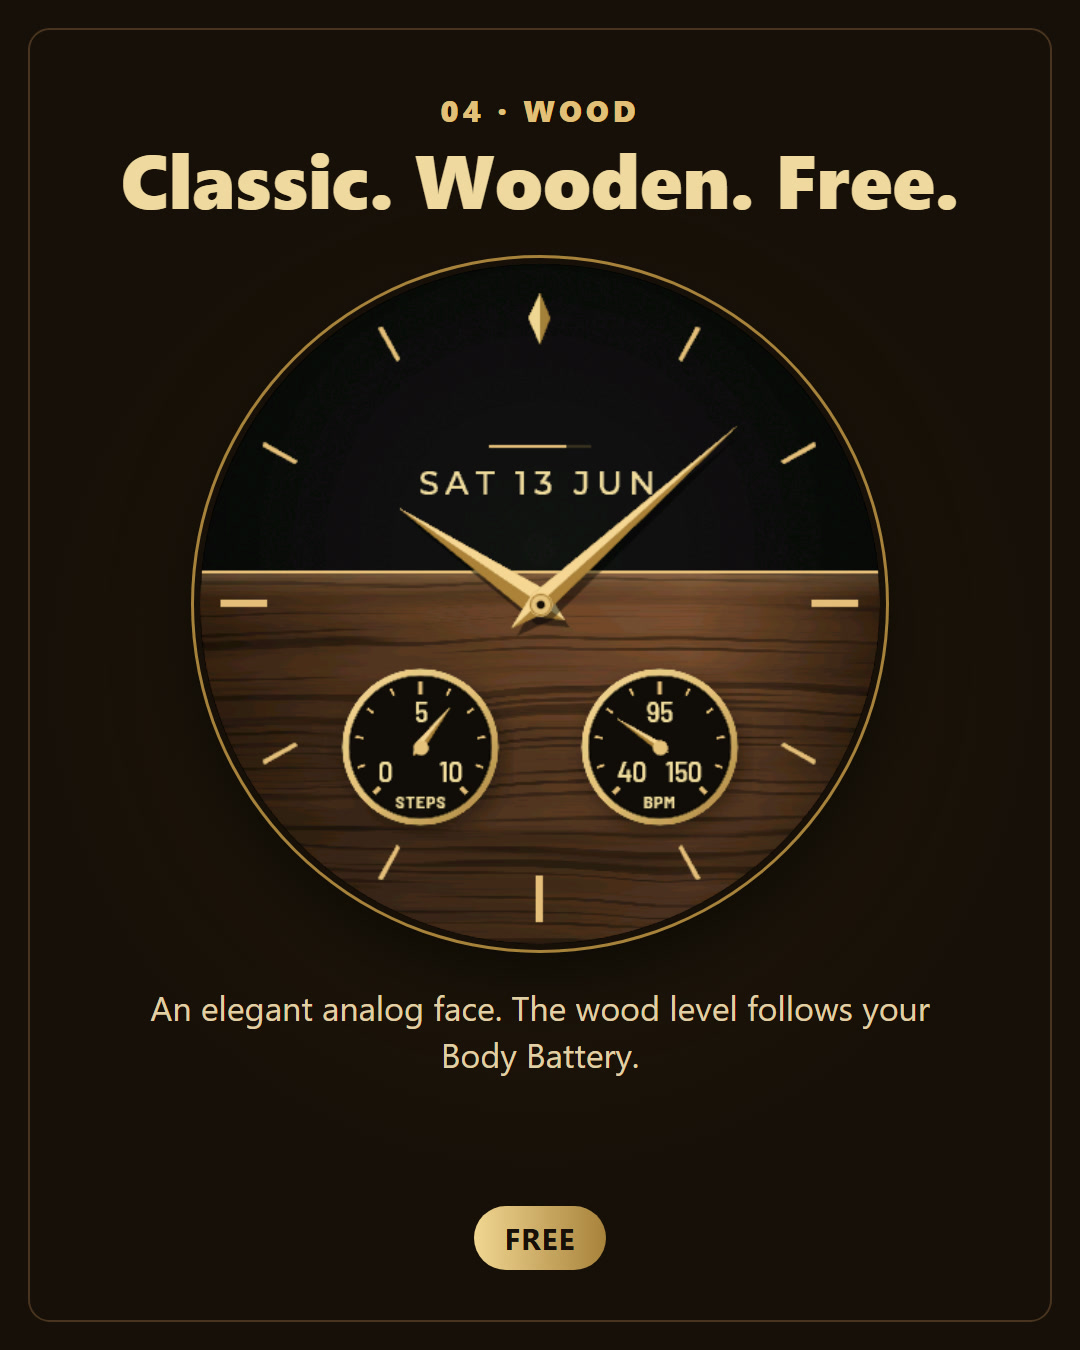 04 · WOOD
Classic. Wooden. Free.
SAT 13 JUN
5
0 10
STEPS
95
40 150
BPM
An elegant analog face. The wood level follows your
Body Battery.
FREE